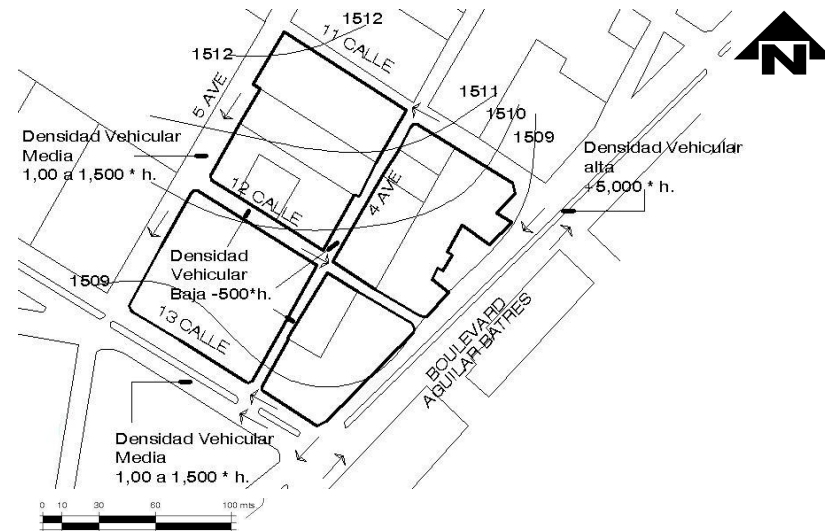 1512
11 CALLE
1512
5 AVE
1511
1510
1509
Densidad Vehicular
Media
1,00 a 1,500 * h.
Densidad Vehicular
alta
+5,000 * h.
N
4 AVE
12 CALLE
Densidad
Vehicular
Baja -500*h.
1509
13 CALLE
BOULEVARD
AGUILAR BATRES
Densidad Vehicular
Media
1,00 a 1,500 * h.
0 10 30 60 100 mts